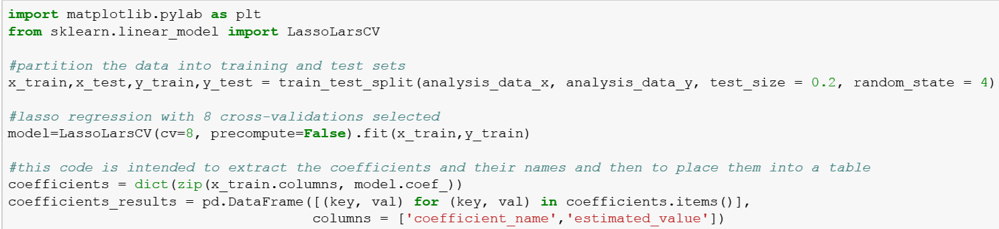 import matplotlib.pylab as plt
from sklearn.linear_model import LassoLarsCV
#partition the data into training and test sets
x_train,x_test,y_train,y_test = train_test_split(analysis_data_x, analysis_data_y, test_size = 0.2, random_state = 4)
#lasso regression with 8 cross-validations selected
model=LassoLarsCV(cv=8, precompute=False).fit(x_train,y_train)
#this code is intended to extract the coefficients and their names and then to place them into a table
coefficients = dict(zip(x_train.columns, model.coef_))
coefficients_results = pd.DataFrame([(key, val) for (key, val) in coefficients.items()],
columns = ['coefficient_name','estimated_value'])